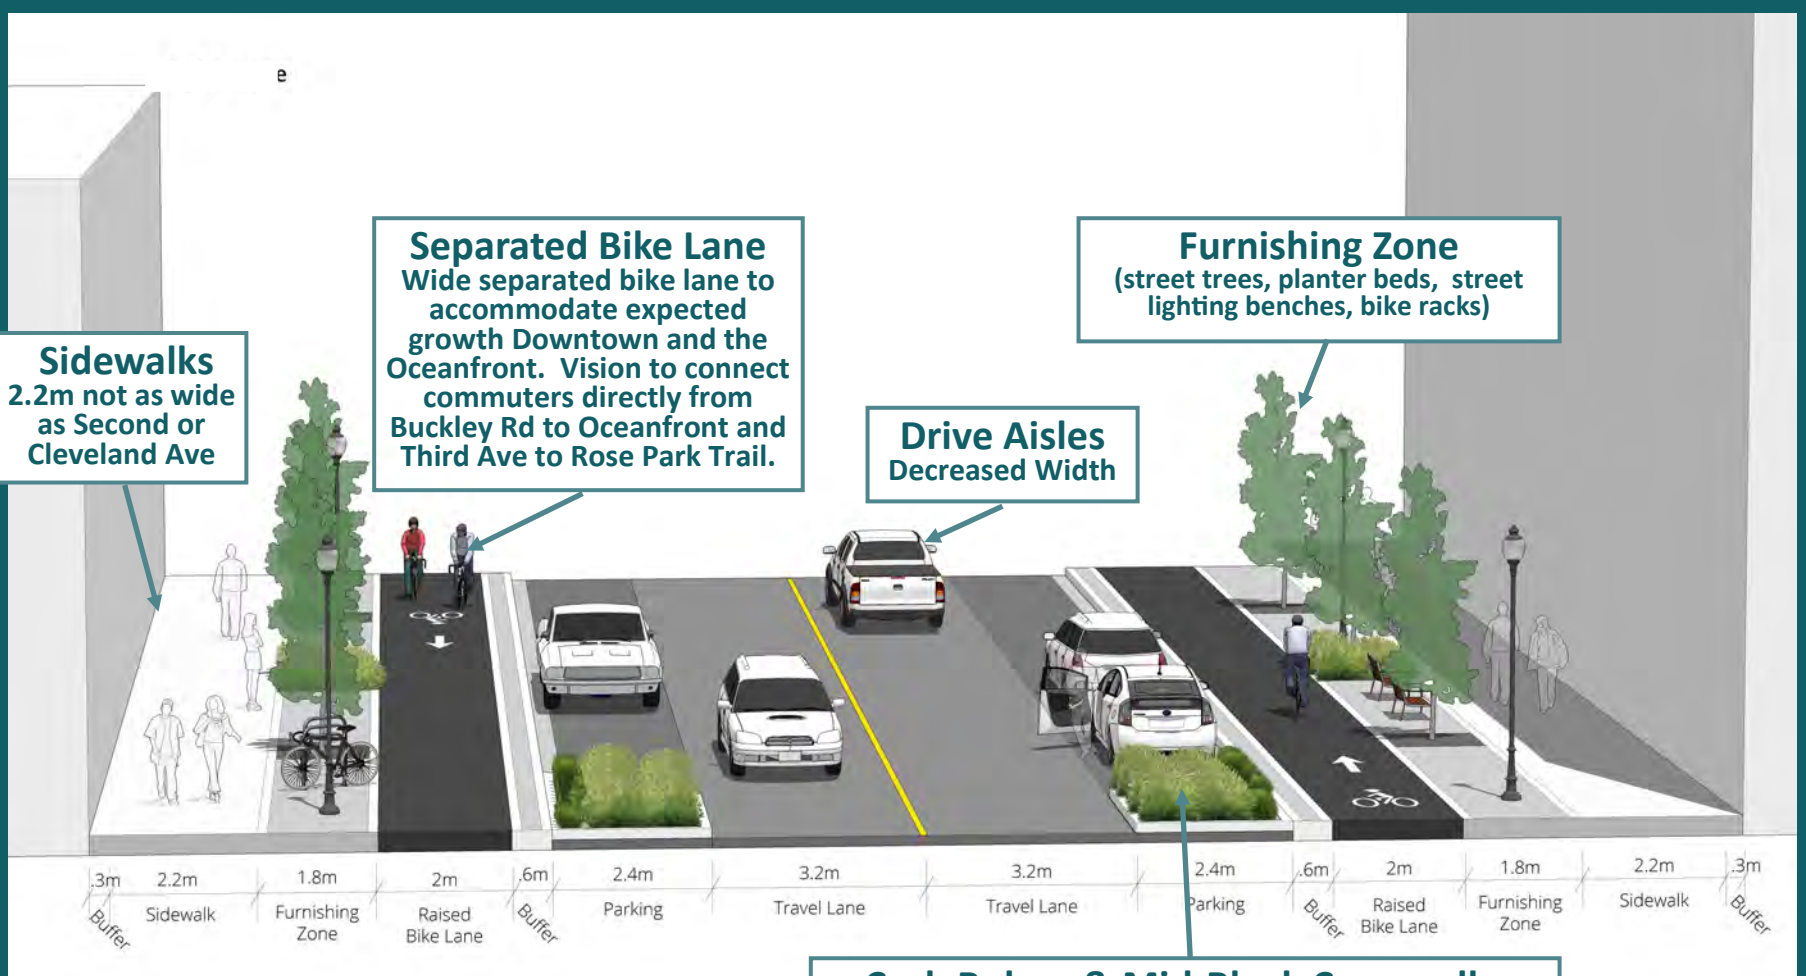 e
Separated Bike Lane
Wide separated bike lane to
accommodate expected
growth Downtown and the
Oceanfront. Vision to connect
commuters directly from
Buckley Rd to Oceanfront and
Third Ave to Rose Park Trail.
Furnishing Zone
(street trees, planter beds, street
lighting benches, bike racks)
Sidewalks
2.2m not as wide
as Second or
Cleveland Ave
Drive Aisles
Decreased Width
.3m 2.2m 1.8m 2m .6m 2.4m 3.2m 3.2m 2.4m .6m 2m 1.8m 2.2m .3m
Buffer Sidewalk Furnishing Zone Raised Bike Lane Buffer Parking Travel Lane Travel Lane Parking Buffer Raised Bike Lane Furnishing Zone Sidewalk Buffer